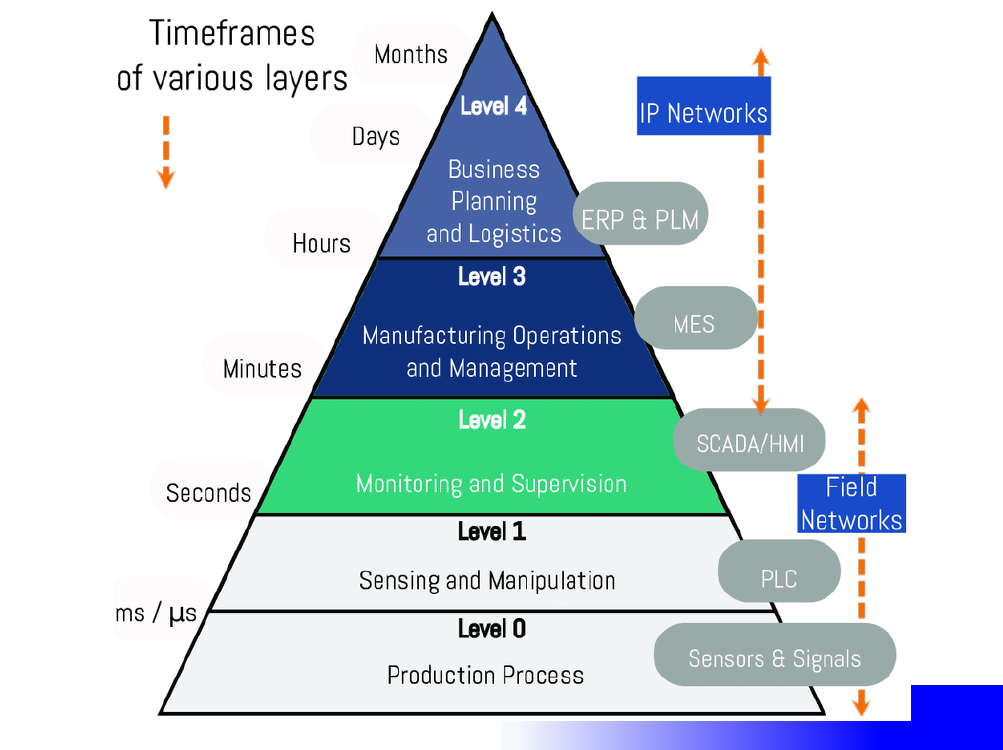 Timeframes
of various layers
Months
Level 4
IP Networks
Days
Business
Planning
and Logistics
ERP & PLM
Hours
Level 3
MES
Manufacturing Operations
and Management
Minutes
Level 2
SCADA/HMI
Monitoring and Supervision
Seconds
Field
Networks
Level 1
Sensing and Manipulation
PLC
ms / µs
Level 0
Sensors & Signals
Production Process